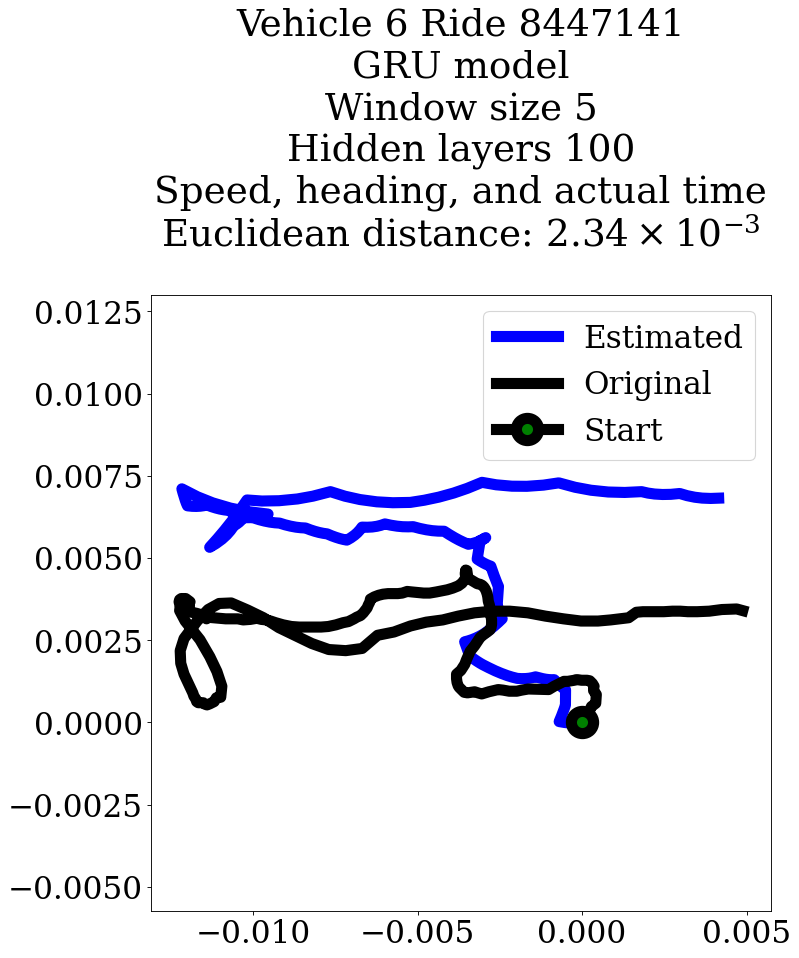 Vehicle 6 Ride 8447141
GRU model
Window size 5
Hidden layers 100
Speed, heading, and actual time
Euclidean distance: 2.34 × 10⁻³
Estimated
Original
Start
0.0125
0.0100
0.0075
0.0050
0.0025
0.0000
−0.0025
−0.0050
−0.010 −0.005 0.000 0.005